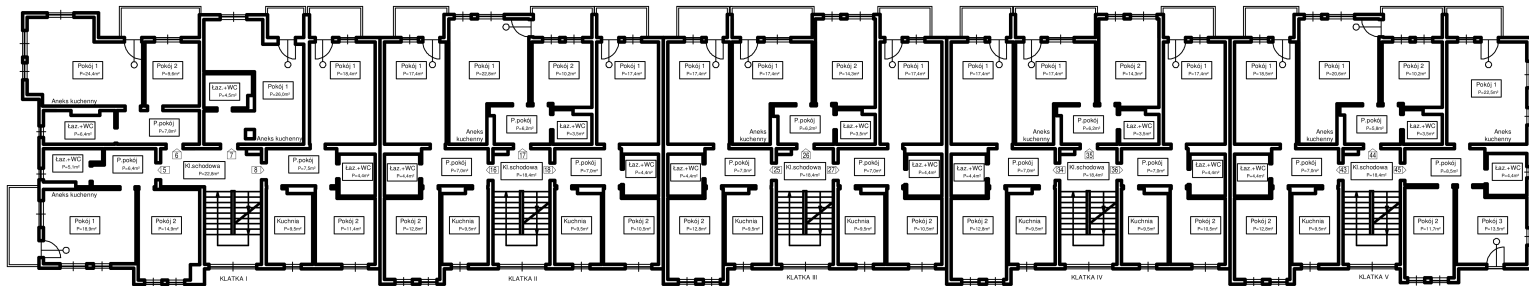 Pokój 1
P=24,4m²
Pokój 2
P=9,8m²
Łaz.+WC
P=4,5m²
Pokój 1
P=26,0m²
Pokój 1
P=18,4m²
Aneks kuchenny
Łaz.+WC
P=6,4m²
P.pokój
P=7,8m²
Aneks kuchenny
Łaz.+WC
P=5,1m²
P.pokój
P=6,4m²
5
6
7
8
Kl.schodowa
P=22,8m²
P.pokój
P=7,5m²
Łaz.+WC
P=4,0m²
Aneks kuchenny
Pokój 1
P=18,9m²
Pokój 2
P=14,9m²
Kuchnia
P=9,5m²
Pokój 2
P=11,4m²
KLATKA I
Pokój 1
P=17,4m²
Pokój 1
P=22,8m²
Pokój 2
P=10,2m²
Pokój 1
P=17,4m²
Aneks
kuchenny
P.pokój
P=6,2m²
Łaz.+WC
P=3,5m²
Łaz.+WC
P=4,4m²
P.pokój
P=7,0m²
16
17
18
Kl.schodowa
P=18,4m²
P.pokój
P=7,0m²
Łaz.+WC
P=4,4m²
Pokój 2
P=12,8m²
Kuchnia
P=9,5m²
Kuchnia
P=9,5m²
Pokój 2
P=10,5m²
KLATKA II
Pokój 1
P=17,4m²
Pokój 1
P=17,4m²
Pokój 2
P=14,3m²
Pokój 1
P=17,4m²
Aneks
kuchenny
P.pokój
P=6,2m²
Łaz.+WC
P=3,5m²
Łaz.+WC
P=4,4m²
P.pokój
P=7,0m²
25
26
27
Kl.schodowa
P=18,4m²
P.pokój
P=7,0m²
Łaz.+WC
P=4,4m²
Pokój 2
P=12,8m²
Kuchnia
P=9,5m²
Kuchnia
P=9,5m²
Pokój 2
P=10,5m²
KLATKA III
Pokój 1
P=17,4m²
Pokój 1
P=17,4m²
Pokój 2
P=14,3m²
Pokój 1
P=17,4m²
Aneks
kuchenny
P.pokój
P=6,2m²
Łaz.+WC
P=3,5m²
Łaz.+WC
P=4,4m²
P.pokój
P=7,0m²
34
35
36
Kl.schodowa
P=18,4m²
P.pokój
P=7,0m²
Łaz.+WC
P=4,4m²
Pokój 2
P=12,8m²
Kuchnia
P=9,5m²
Kuchnia
P=9,5m²
Pokój 2
P=10,5m²
KLATKA IV
Pokój 1
P=18,5m²
Pokój 1
P=20,6m²
Pokój 2
P=10,2m²
Pokój 1
P=22,5m²
Aneks
kuchenny
P.pokój
P=5,8m²
Łaz.+WC
P=3,5m²
Aneks
kuchenny
Łaz.+WC
P=4,4m²
P.pokój
P=7,0m²
43
44
45
Kl.schodowa
P=18,4m²
P.pokój
P=8,5m²
Łaz.+WC
P=4,4m²
Pokój 2
P=12,8m²
Kuchnia
P=9,5m²
Pokój 2
P=11,7m²
Pokój 3
P=13,5m²
KLATKA V